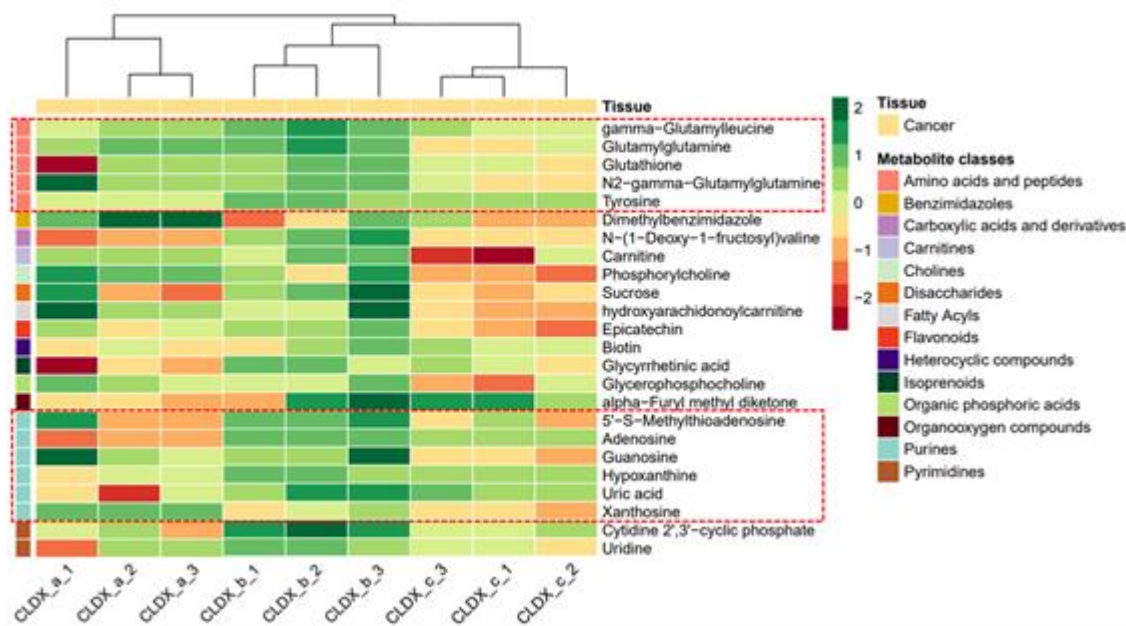 Tissue
gamma-Glutamylleucine
Glutamylglutamine
Glutathione
N2-gamma-Glutamylglutamine
Tyrosine
Dimethylbenzimidazole
N-(1-Deoxy-1-fructosyl)valine
Carnitine
Phosphorylcholine
Sucrose
hydroxyarachidonoylcarnitine
Epicatechin
Biotin
Glycyrrhetinic acid
Glycerophosphocholine
alpha-Furyl methyl diketone
5'-S-Methylthioadenosine
Adenosine
Guanosine
Hypoxanthine
Uric acid
Xanthosine
Cytidine 2',3'-cyclic phosphate
Uridine
CLDX_a_1
CLDX_a_2
CLDX_a_3
CLDX_b_1
CLDX_b_2
CLDX_b_3
CLDX_c_3
CLDX_c_1
CLDX_c_2
2
1
0
-1
-2
Tissue
Cancer
Metabolite classes
Amino acids and peptides
Benzimidazoles
Carboxylic acids and derivatives
Carnitines
Cholines
Disaccharides
Fatty Acyls
Flavonoids
Heterocyclic compounds
Isoprenoids
Organic phosphoric acids
Organooxygen compounds
Purines
Pyrimidines